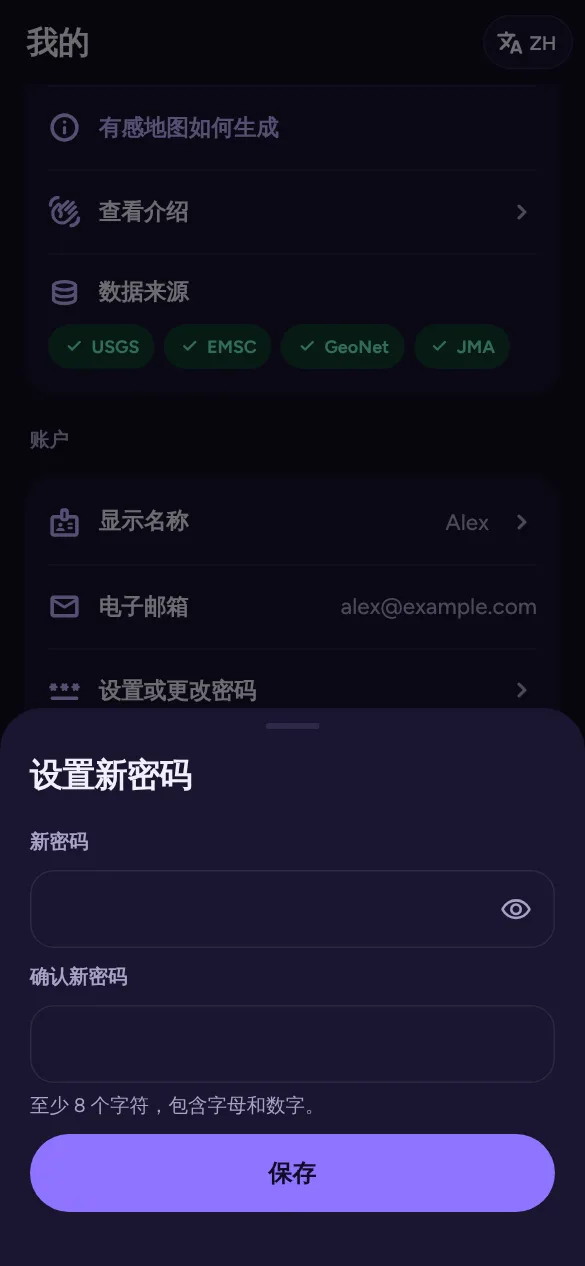 我的
ZH
有感地图如何生成
查看介绍
数据来源
USGS EMSC GeoNet JMA
账户
显示名称 Alex
电子邮箱 alex@example.com
设置或更改密码
设置新密码
新密码
确认新密码
至少 8 个字符，包含字母和数字。
保存